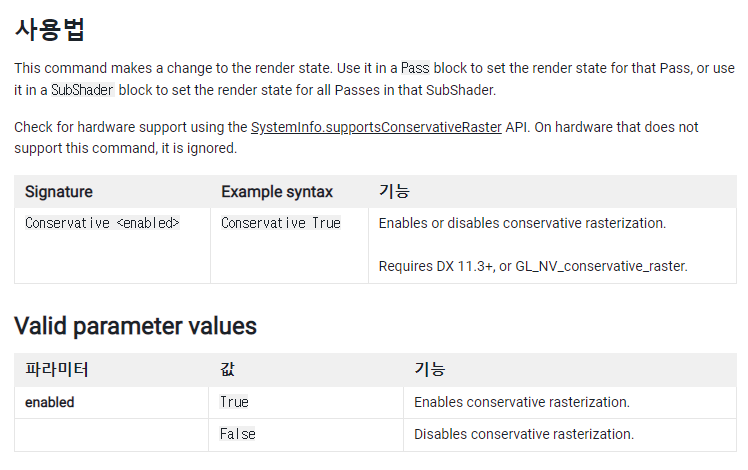 사용법
This command makes a change to the render state. Use it in a Pass block to set the render state for that Pass, or use
it in a SubShader block to set the render state for all Passes in that SubShader.
Check for hardware support using the SystemInfo.supportsConservativeRaster API. On hardware that does not
support this command, it is ignored.
Signature Example syntax 기능
Conservative <enabled> Conservative True Enables or disables conservative rasterization.
Requires DX 11.3+, or GL_NV_conservative_raster.
Valid parameter values
파라미터 값 기능
enabled True Enables conservative rasterization.
False Disables conservative rasterization.